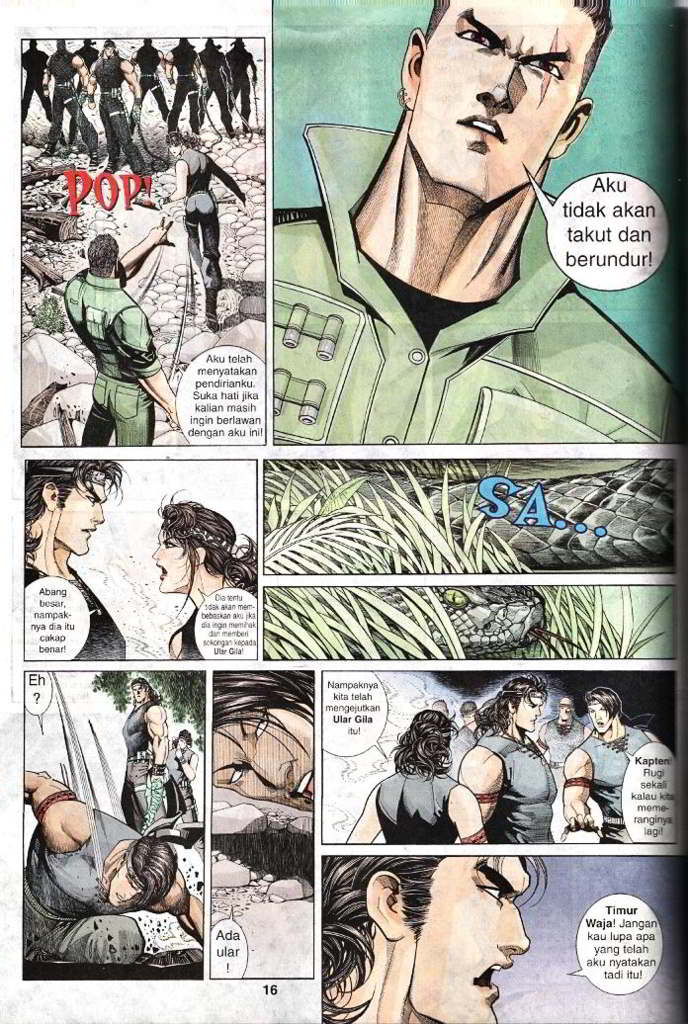 POP!
Aku telah
menyatakan
pendirianku.
Suka hati jika
kalian masih
ingin berlawan
dengan aku ini!
Aku
tidak akan
takut dan
berundur!
Abang
besar,
nampak-
nya dia itu
cakap
benar!
Dia tentu
tidak akan mem-
bebaskan aku jika
dia ingin memihak
dan memberi
sokongan kepada
Ular Gila!
SA...
Eh
?
Ada
ular
!
Nampaknya
kita telah
mengejutkan
Ular Gila
itu!
Kapten!
Rugi
sekali
kalau kita
meme-
ranginya
lagi!
Timur
Waja! Jangan
kau lupa apa
yang telah
aku nyatakan
tadi itu!
16